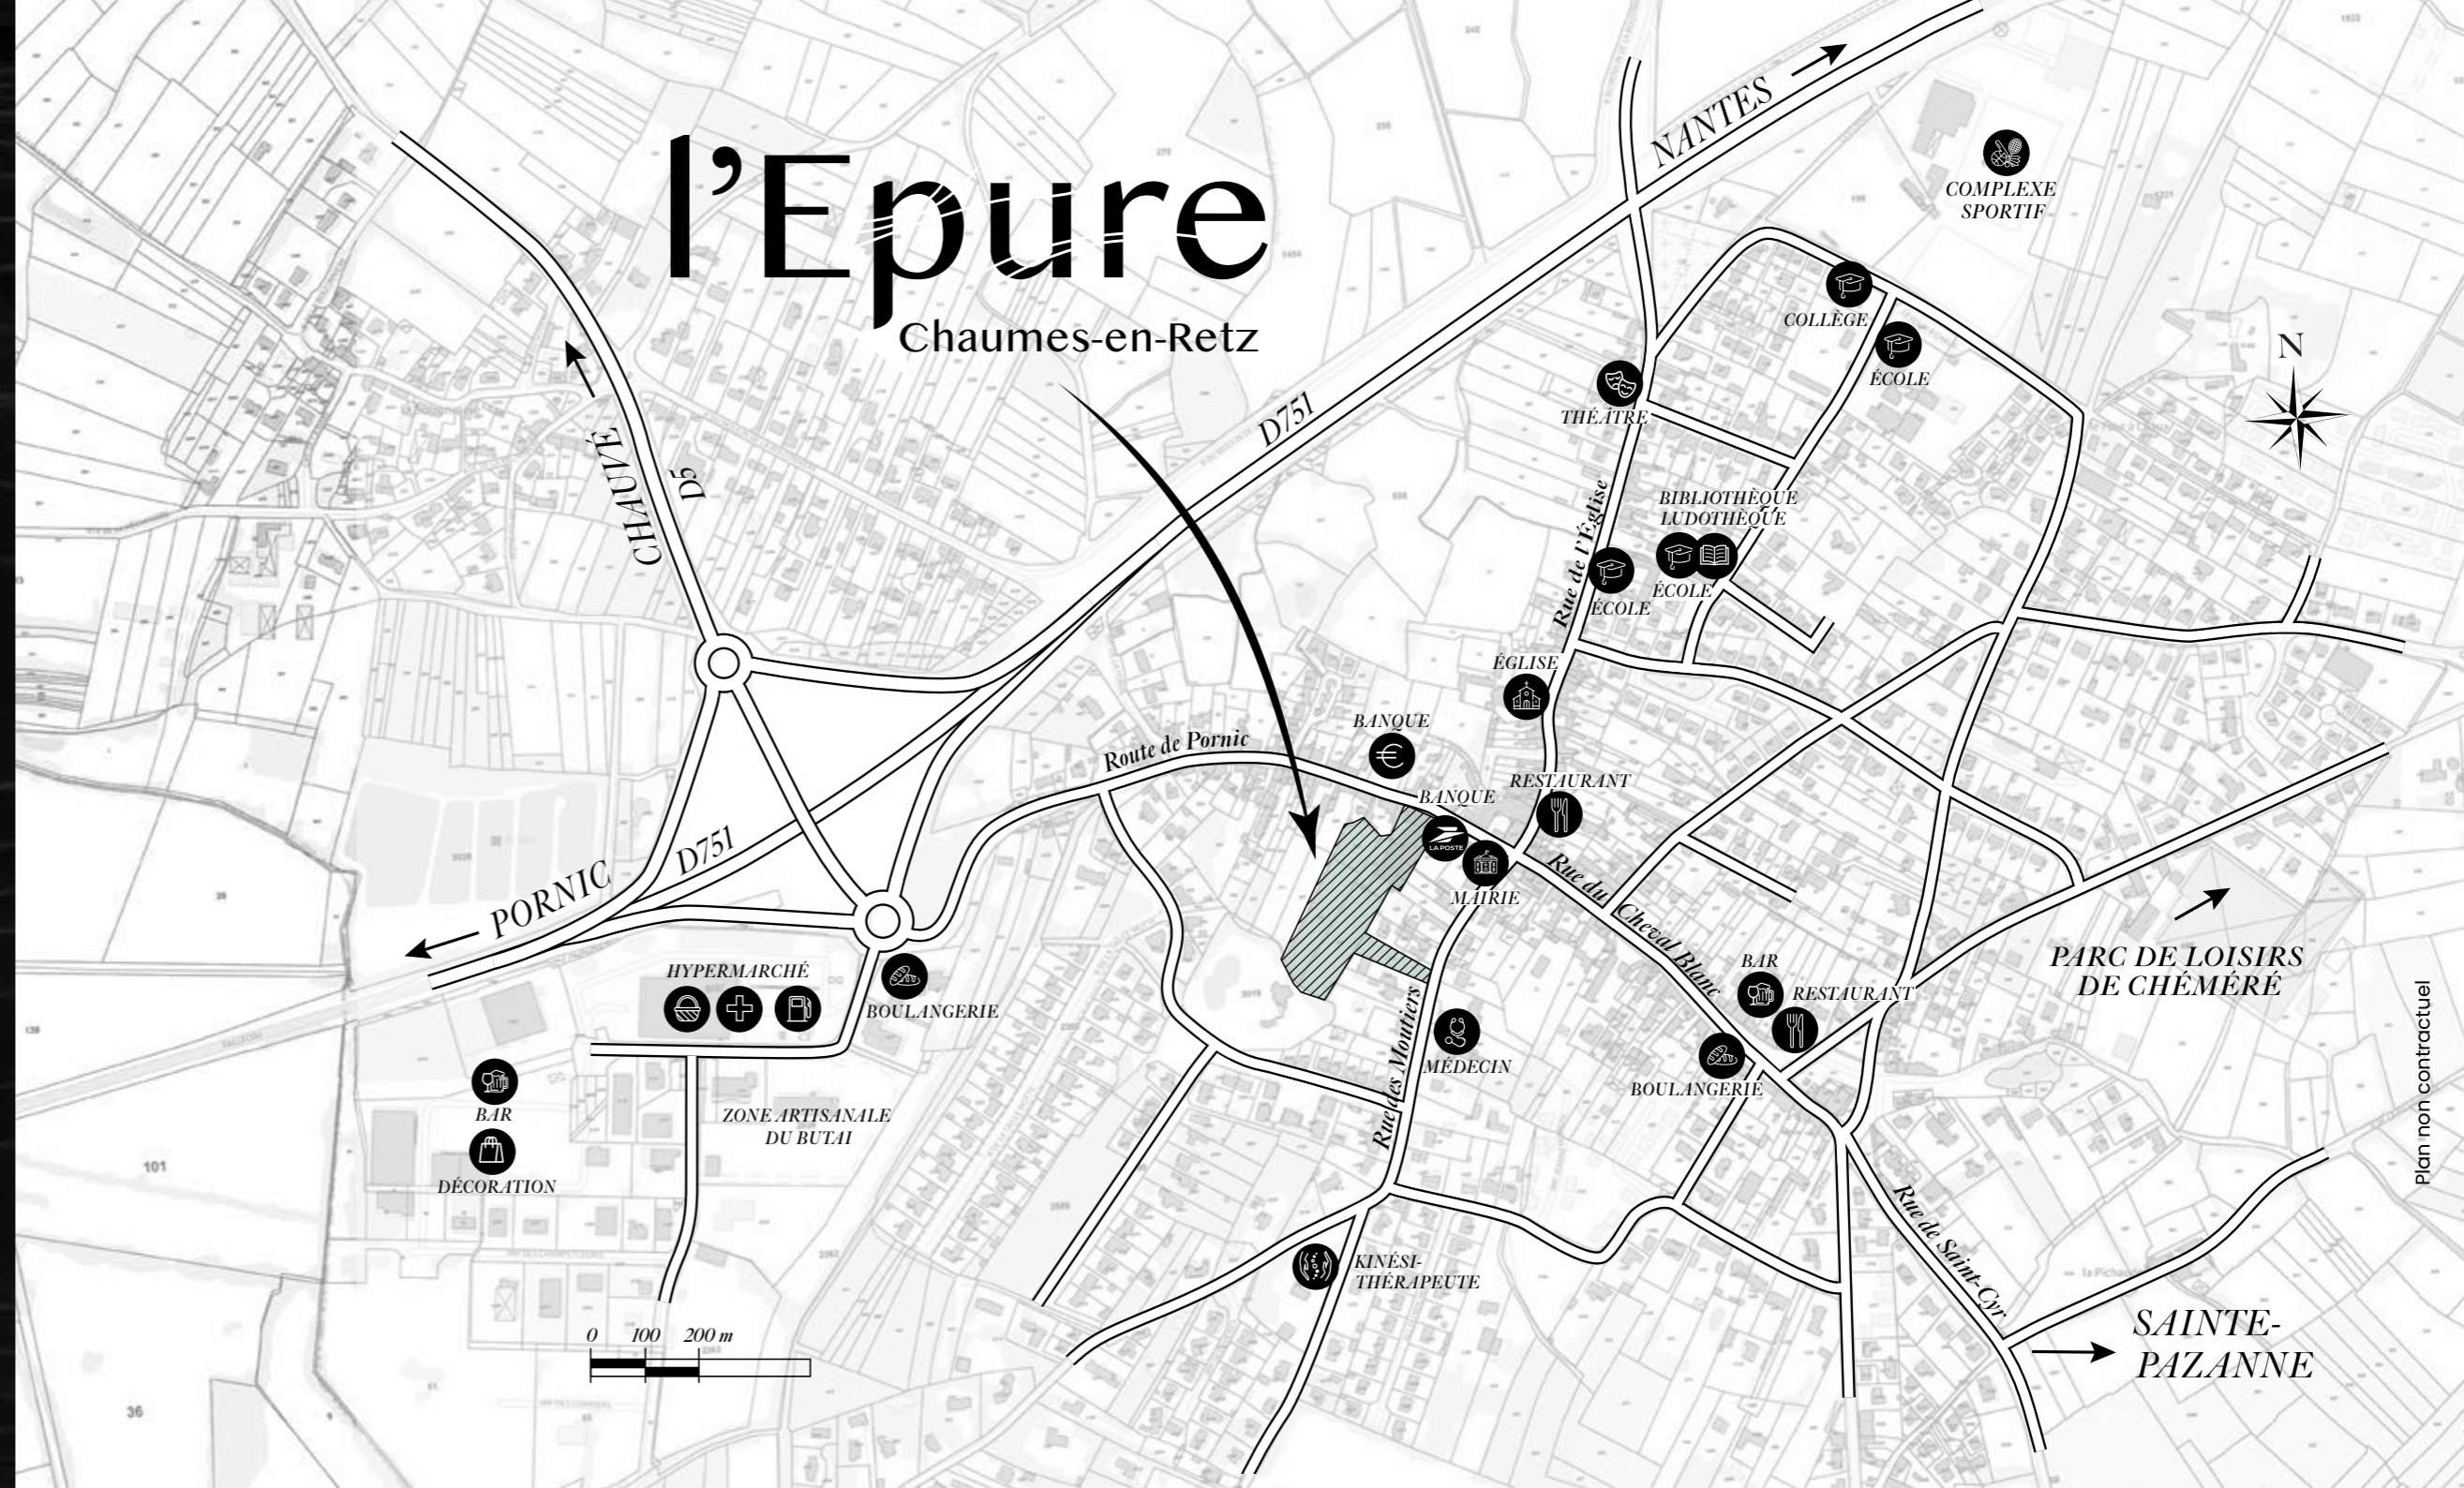 l'Epure
Chaumes-en-Retz
NANTES
COMPLEXE
SPORTIF
COLLÈGE
ÉCOLE
N
THÉÂTRE
D751
CHAUVÉ
D5
BIBLIOTHÈQUE
LUDOTHÈQUE
Rue de l'Église
ÉCOLE
ÉCOLE
ÉGLISE
BANQUE
Route de Pornic
RESTAURANT
BANQUE
LA POSTE
MAIRIE
Rue du Cheval Blanc
D751
PORNIC
HYPERMARCHÉ
BOULANGERIE
BAR
RESTAURANT
PARC DE LOISIRS
DE CHÉMÉRÉ
Rue des Moutiers
MÉDECIN
BOULANGERIE
BAR
DÉCORATION
ZONE ARTISANALE
DU BUTAI
Plan non contractuel
101
Rue de Saint-Cyr
KINÉSI-
THÉRAPEUTE
SAINTE-
PAZANNE
0 100 200 m
36